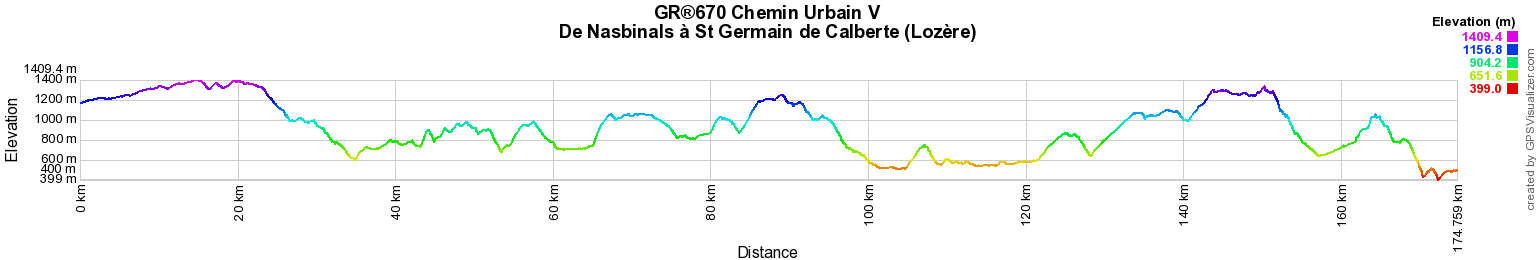 GR®670 Chemin Urbain V
De Nasbinals à St Germain de Calberte (Lozère)
Elevation (m)
1409.4
1156.8
904.2
651.6
399.0
1409.4 m
1400 m
1200 m
1000 m
800 m
600 m
400 m
399 m
Elevation
0 km
20 km
40 km
60 km
80 km
100 km
120 km
140 km
160 km
174.759 km
Distance
created by GPSVisualizer.com